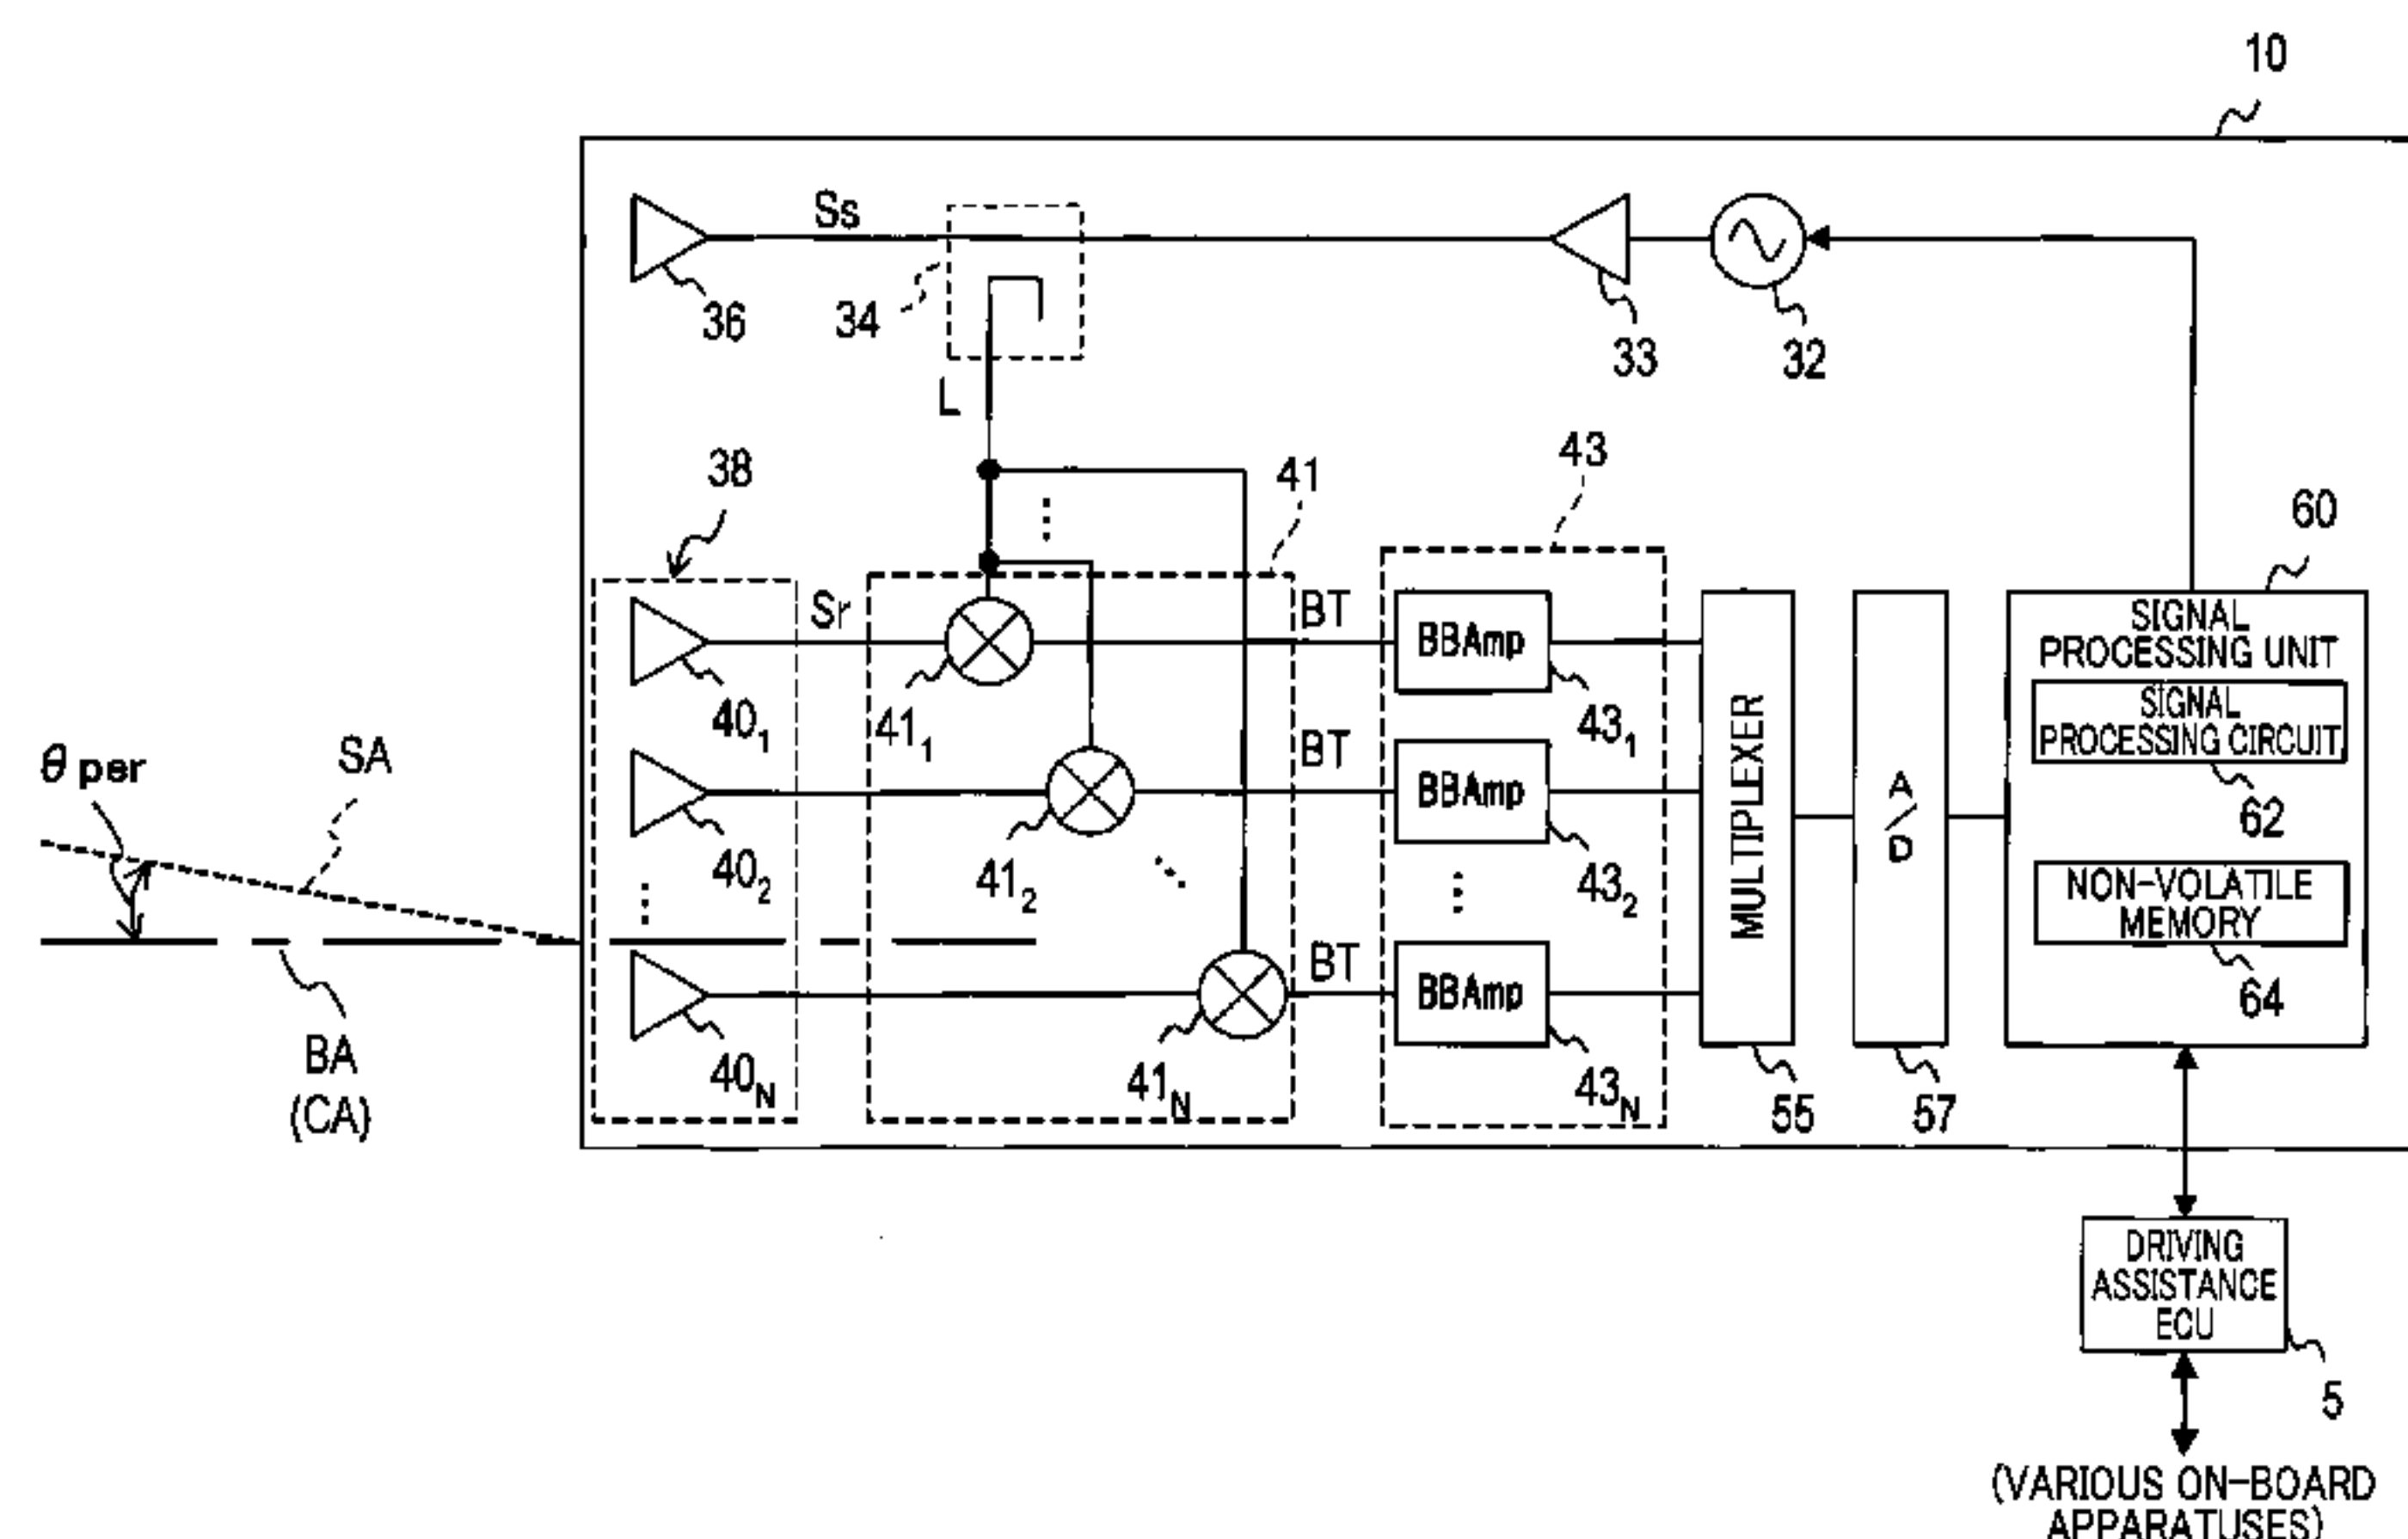 10
Ss
36
34
33
32
L
38
41
43
60
Sr
BT
BBAmp
SIGNAL
PROCESSING UNIT
SIGNAL
PROCESSING CIRCUIT
62
NON-VOLATILE
MEMORY
64
40₁
41₁
43₁
MULTIPLEXER
A/D
θ per
SA
BT
BBAmp
40₂
41₂
43₂
BT
BBAmp
BA
(CA)
40N
41N
43N
55
57
DRIVING
ASSISTANCE
ECU
5
(VARIOUS ON-BOARD
APPARATUSES)